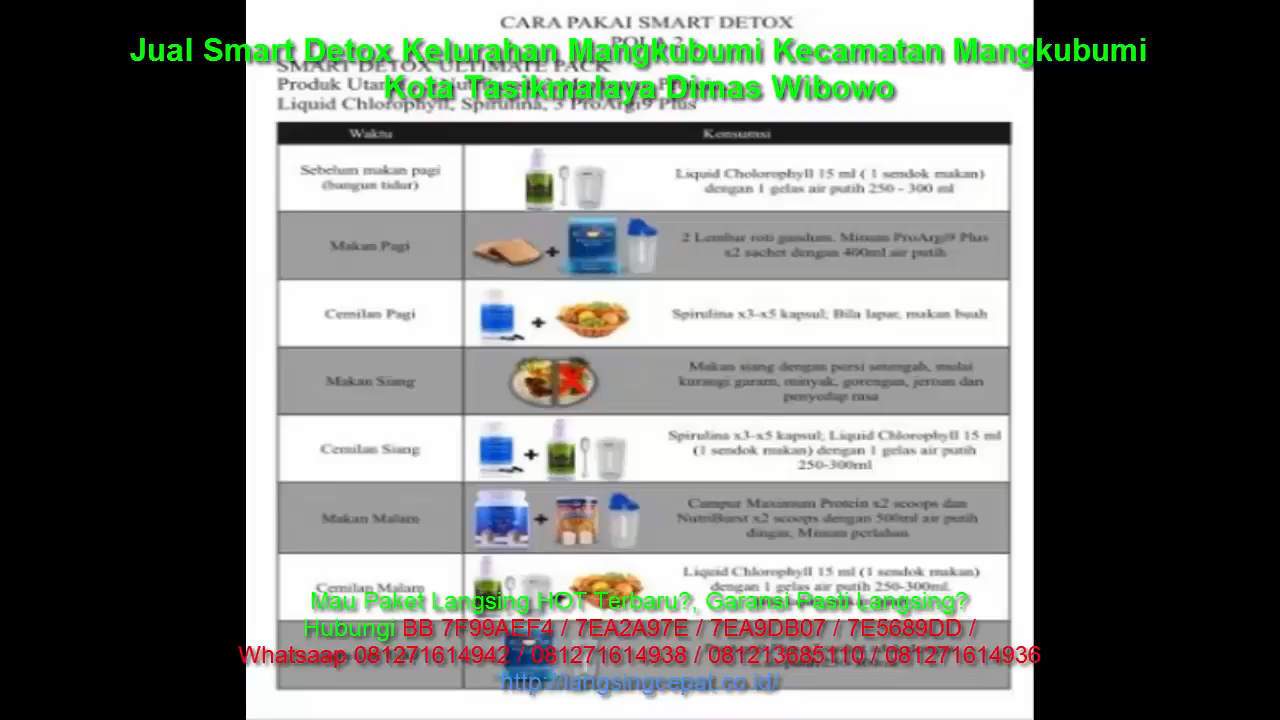 CARA PAKAI SMART DETOX
Jual Smart Detox Kelurahan Mangkubumi Kecamatan Mangkubumi
Kota Tasikmalaya Dimas Wibowo
SMART DETOX ULTIMATE PACK
Produk
Liquid Chlorophyll, Spirulina, 3 ProArgi9 Plus
Waktu Konsumsi
Sebelum makan pagi
(bangun tidur)
Liquid Cholorophyll 15 ml ( 1 sendok makan)
dengan 1 gelas air putih 250 - 300 ml
Makan Pagi
2 Lembar roti gandum. Minum ProArgi9 Plus
x2 sachet dengan 400ml air putih
Cemilan Pagi
Spirulina x3-x5 kapsul; Bila lapar, makan buah
Makan Siang
Makan siang dengan porsi setengah, mulai
kurangi garam, minyak, gorengan, jeroan dan
penyedap rasa
Cemilan Siang
Spirulina x3-x5 kapsul; Liquid Chlorophyll 15 ml
(1 sendok makan) dengan 1 gelas air putih
250-300ml
Makan Malam
Campur Maximum Protein x2 scoops dan
NutriBurst x2 scoops dengan 500ml air putih
dingin, Minum perlahan
Cemilan Malam
Liquid Chlorophyll 15 ml (1 sendok makan)
dengan 1 gelas air putih 250-300ml.
Mau Paket Langsing HOT Terbaru?, Garansi Pasti Langsing?
Hubungi BB 7F99AEF4 / 7EA2A97E / 7EA9DB07 / 7E5689DD /
Whatsaap 081271614942 / 081271614938 / 081213685110 / 081271614936
http://langsingcepat.co.id/